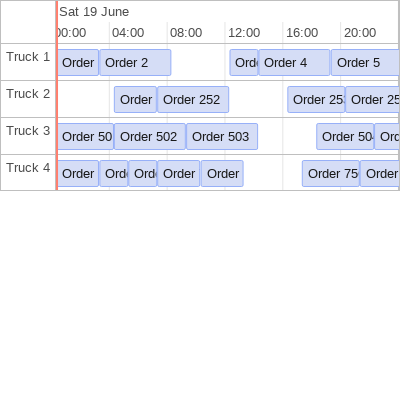 Sat 19 June
00:00 04:00 08:00 12:00 16:00 20:00
Truck 1 Order Order 2 Ord Order 4 Order 5
Truck 2 Order Order 252 Order 25 Order 25
Truck 3 Order 50 Order 502 Order 503 Order 50 Ord
Truck 4 Order Ord Ord Order Order Order 75 Order